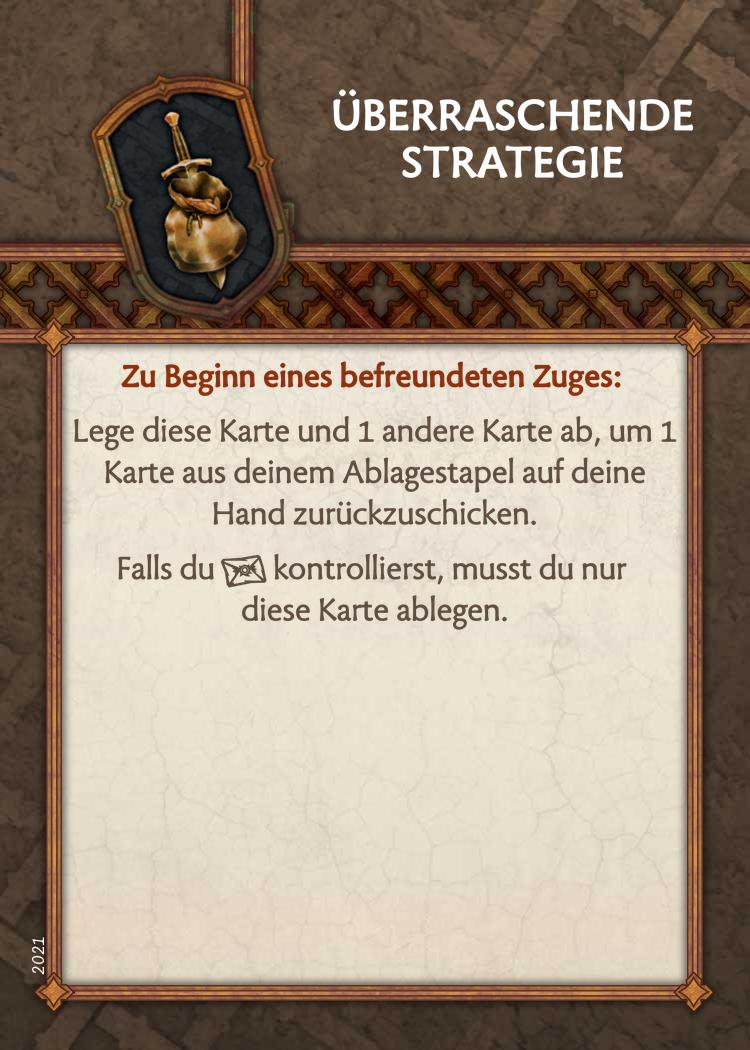 ÜBERRASCHENDE
STRATEGIE
Zu Beginn eines befreundeten Zuges:
Lege diese Karte und 1 andere Karte ab, um 1
Karte aus deinem Ablagestapel auf deine
Hand zurückzuschicken.
Falls du kontrollierst, musst du nur
diese Karte ablegen.
2021